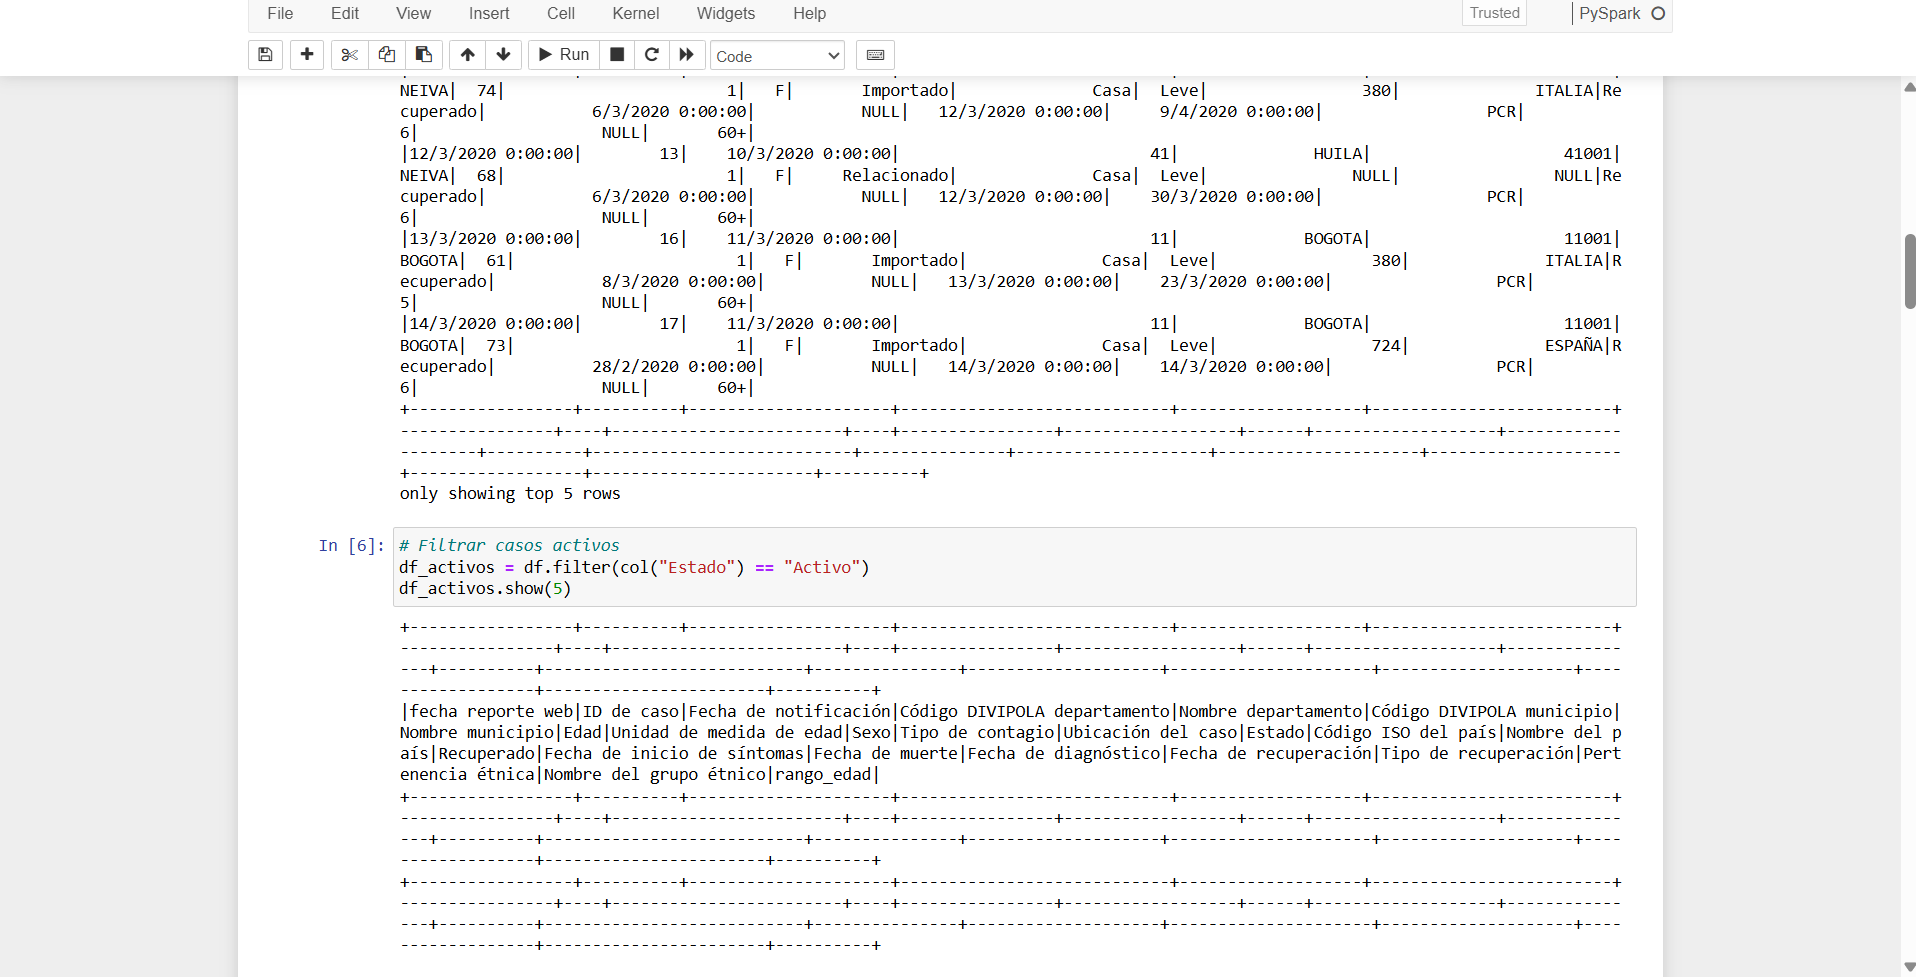 File Edit View Insert Cell Kernel Widgets Help Trusted PySpark
Run Code
NEIVA| 74| 1| F| Importado| Casa| Leve| 380| ITALIA|Re
cuperado| 6/3/2020 0:00:00| NULL| 12/3/2020 0:00:00| 9/4/2020 0:00:00| PCR|
6| NULL| 60+|
|12/3/2020 0:00:00| 13| 10/3/2020 0:00:00| 41| HUILA| 41001|
NEIVA| 68| 1| F| Relacionado| Casa| Leve| NULL| NULL|Re
cuperado| 6/3/2020 0:00:00| NULL| 12/3/2020 0:00:00| 30/3/2020 0:00:00| PCR|
6| NULL| 60+|
|13/3/2020 0:00:00| 16| 11/3/2020 0:00:00| 11| BOGOTA| 11001|
BOGOTA| 61| 1| F| Importado| Casa| Leve| 380| ITALIA|R
ecuperado| 8/3/2020 0:00:00| NULL| 13/3/2020 0:00:00| 23/3/2020 0:00:00| PCR|
5| NULL| 60+|
|14/3/2020 0:00:00| 17| 11/3/2020 0:00:00| 11| BOGOTA| 11001|
BOGOTA| 73| 1| F| Importado| Casa| Leve| 724| ESPAÑA|R
ecuperado| 28/2/2020 0:00:00| NULL| 14/3/2020 0:00:00| 14/3/2020 0:00:00| PCR|
6| NULL| 60+|
only showing top 5 rows
In [6]: # Filtrar casos activos
df_activos = df.filter(col("Estado") == "Activo")
df_activos.show(5)
|fecha reporte web|ID de caso|Fecha de notificación|Código DIVIPOLA departamento|Nombre departamento|Código DIVIPOLA municipio|
Nombre municipio|Edad|Unidad de medida de edad|Sexo|Tipo de contagio|Ubicación del caso|Estado|Código ISO del país|Nombre del p
aís|Recuperado|Fecha de inicio de síntomas|Fecha de muerte|Fecha de diagnóstico|Fecha de recuperación|Tipo de recuperación|Pert
enencia étnica|Nombre del grupo étnico|rango_edad|